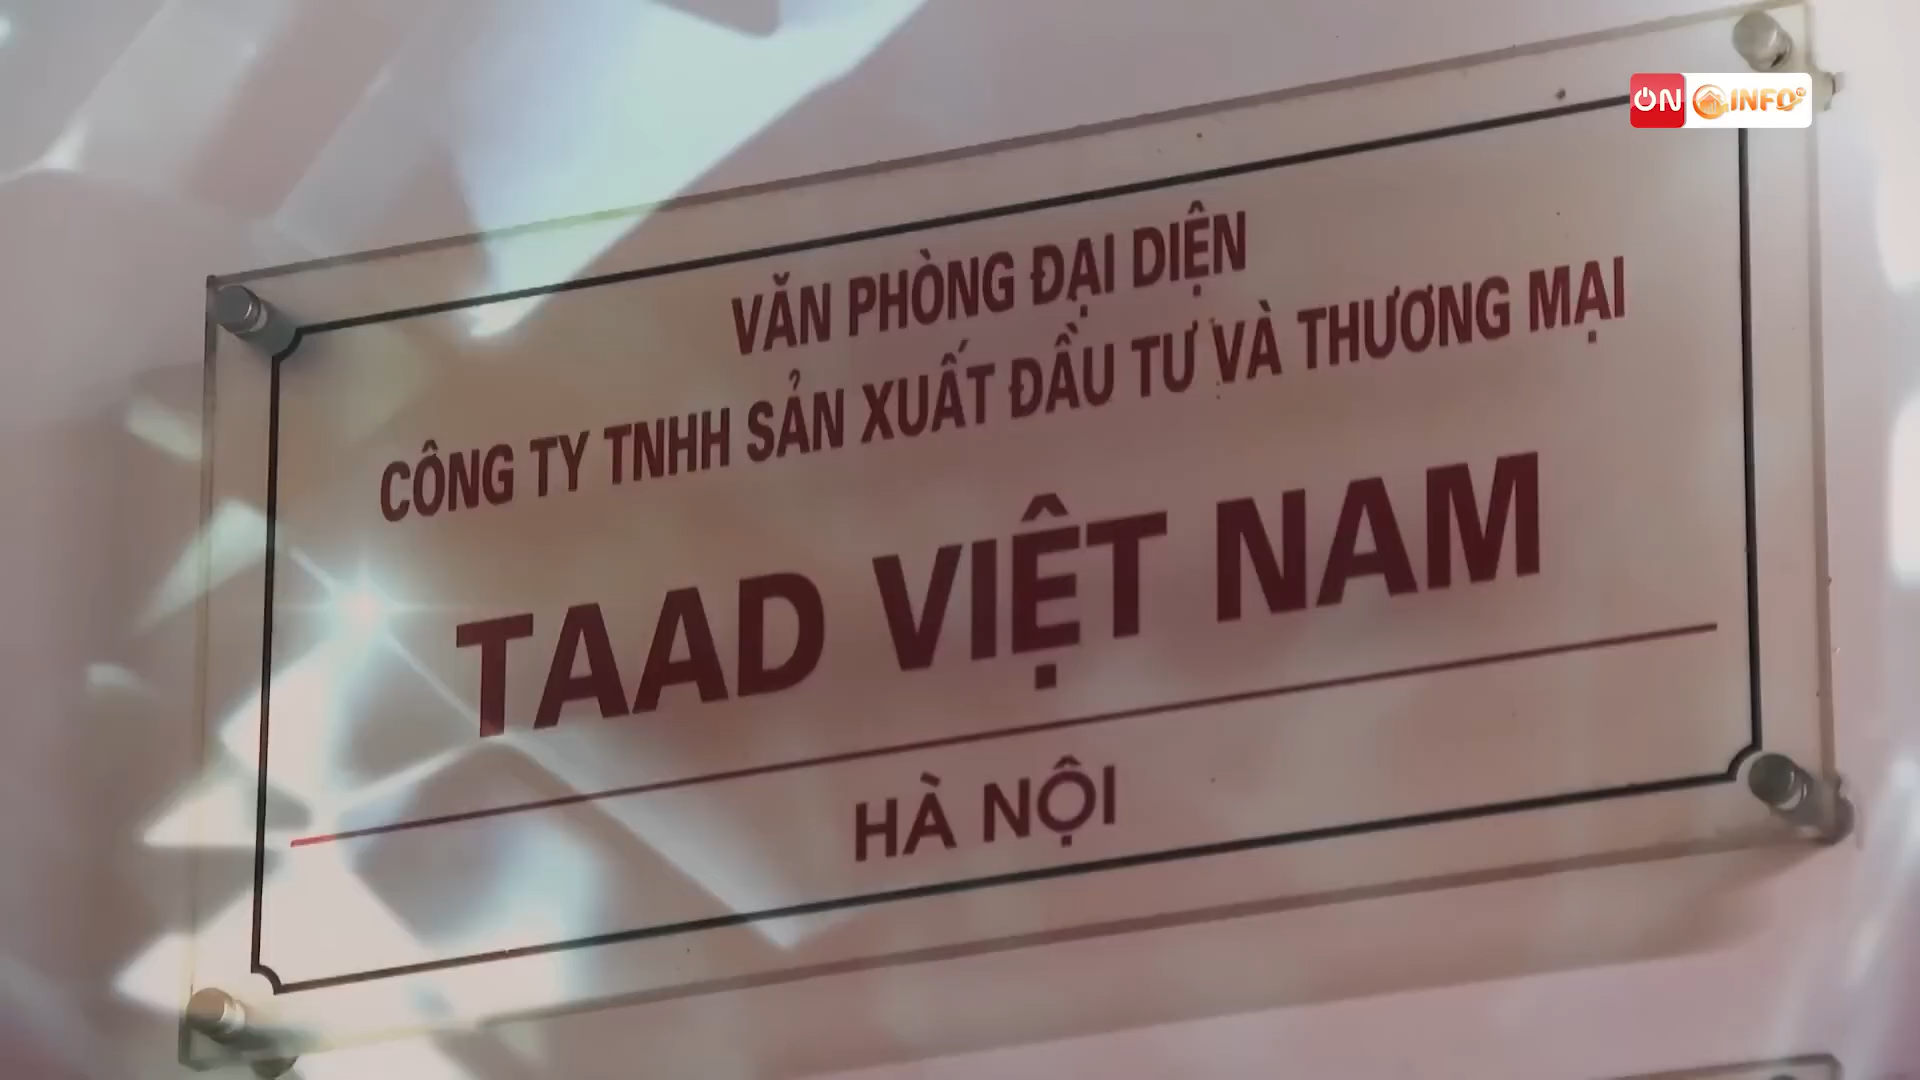 ON INFO
VĂN PHÒNG ĐẠI DIỆN
CÔNG TY TNHH SẢN XUẤT ĐẦU TƯ VÀ THƯƠNG MẠI
TAAD VIỆT NAM
HÀ NỘI